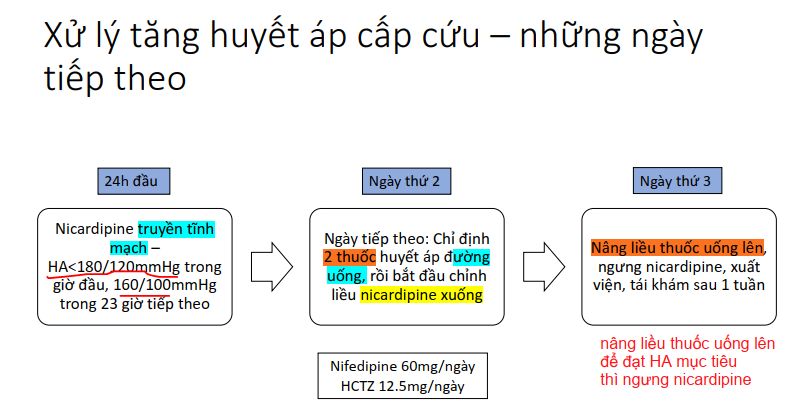 Xử lý tăng huyết áp cấp cứu – những ngày
tiếp theo
24h đầu
Nicardipine truyền tĩnh
mạch –
HA<180/120mmHg trong
giờ đầu, 160/100mmHg
trong 23 giờ tiếp theo
Ngày thứ 2
Ngày tiếp theo: Chỉ định
2 thuốc huyết áp đường
uống, rồi bắt đầu chỉnh
liều nicardipine xuống
Nifedipine 60mg/ngày
HCTZ 12.5mg/ngày
Ngày thứ 3
Nâng liều thuốc uống lên,
ngưng nicardipine, xuất
viện, tái khám sau 1 tuần
nâng liều thuốc uống lên
để đạt HA mục tiêu
thì ngưng nicardipine